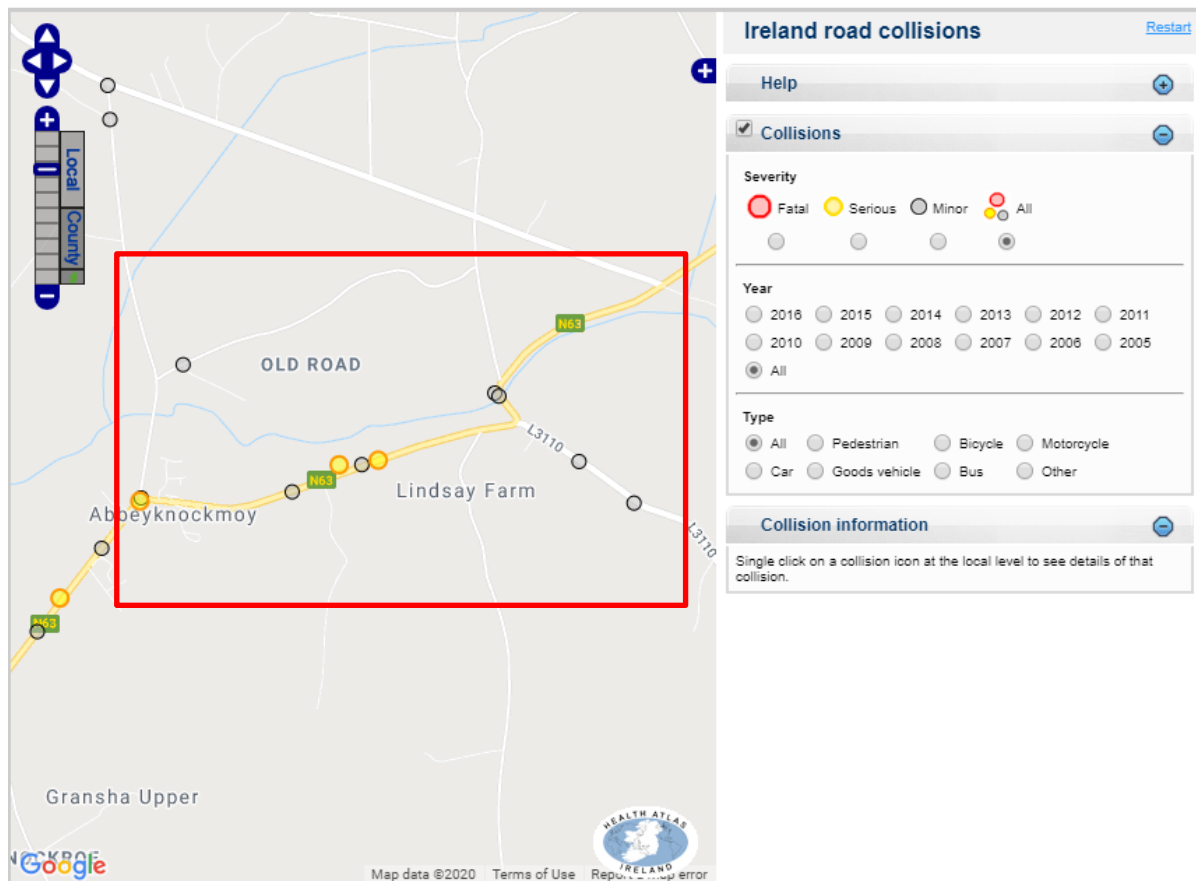 Local
County
OLD ROAD
N63
L3110
N63
Lindsay Farm
Abbeyknockmoy
L3110
N63
Gransha Upper
Google
HEALTH ATLAS
IRELAND
Map data ©2020 Terms of Use Report a map error
Ireland road collisions Restart
Help
Collisions
Severity
Fatal Serious Minor All
Year
2016 2015 2014 2013 2012 2011
2010 2009 2008 2007 2006 2005
All
Type
All Pedestrian Bicycle Motorcycle
Car Goods vehicle Bus Other
Collision information
Single click on a collision icon at the local level to see details of that
collision.